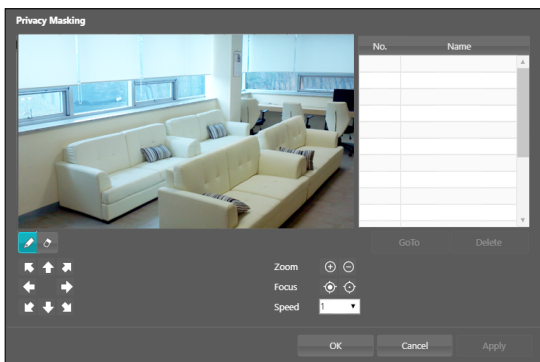 Privacy Masking
No. Name
GoTo Delete
Zoom
Focus
Speed 1
OK Cancel Apply